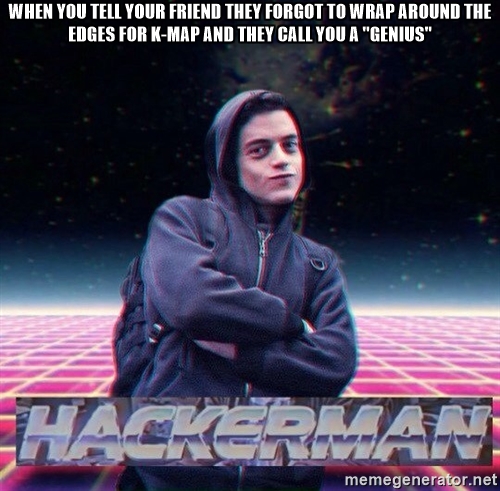 WHEN YOU TELL YOUR FRIEND THEY FORGOT TO WRAP AROUND THE
EDGES FOR K-MAP AND THEY CALL YOU A "GENIUS"
HACKERMAN
memegenerator.net